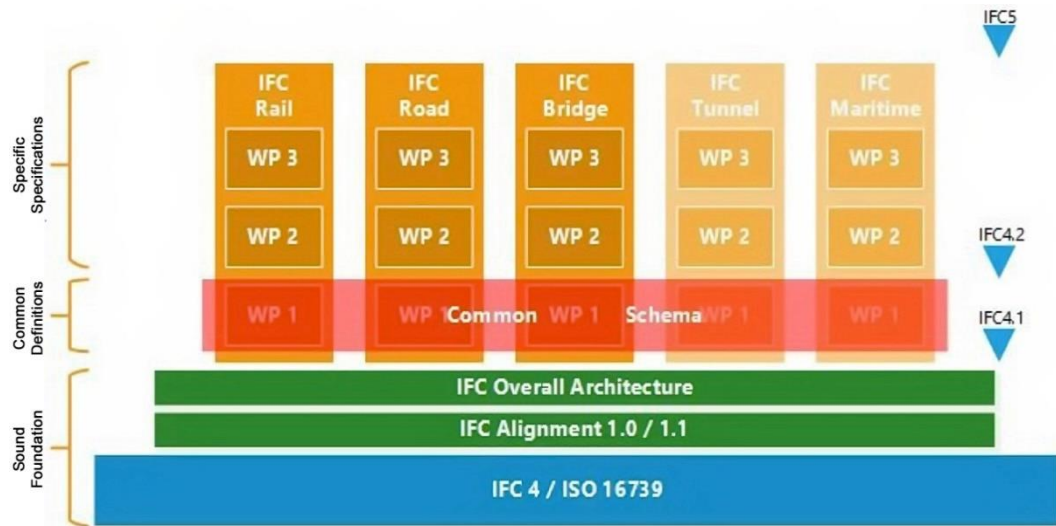 IFC5
IFC
Rail
IFC
Road
IFC
Bridge
IFC
Tunnel
IFC
Maritime
Specific
Specifications
WP 3
WP 3
WP 3
WP 3
WP 3
WP 2
WP 2
WP 2
WP 2
WP 2
IFC4.2
Common
Definitions
WP 1
WP 1
WP 1
WP 1
WP 1
Common Schema
IFC4.1
Sound
Foundation
IFC Overall Architecture
IFC Alignment 1.0 / 1.1
IFC 4 / ISO 16739